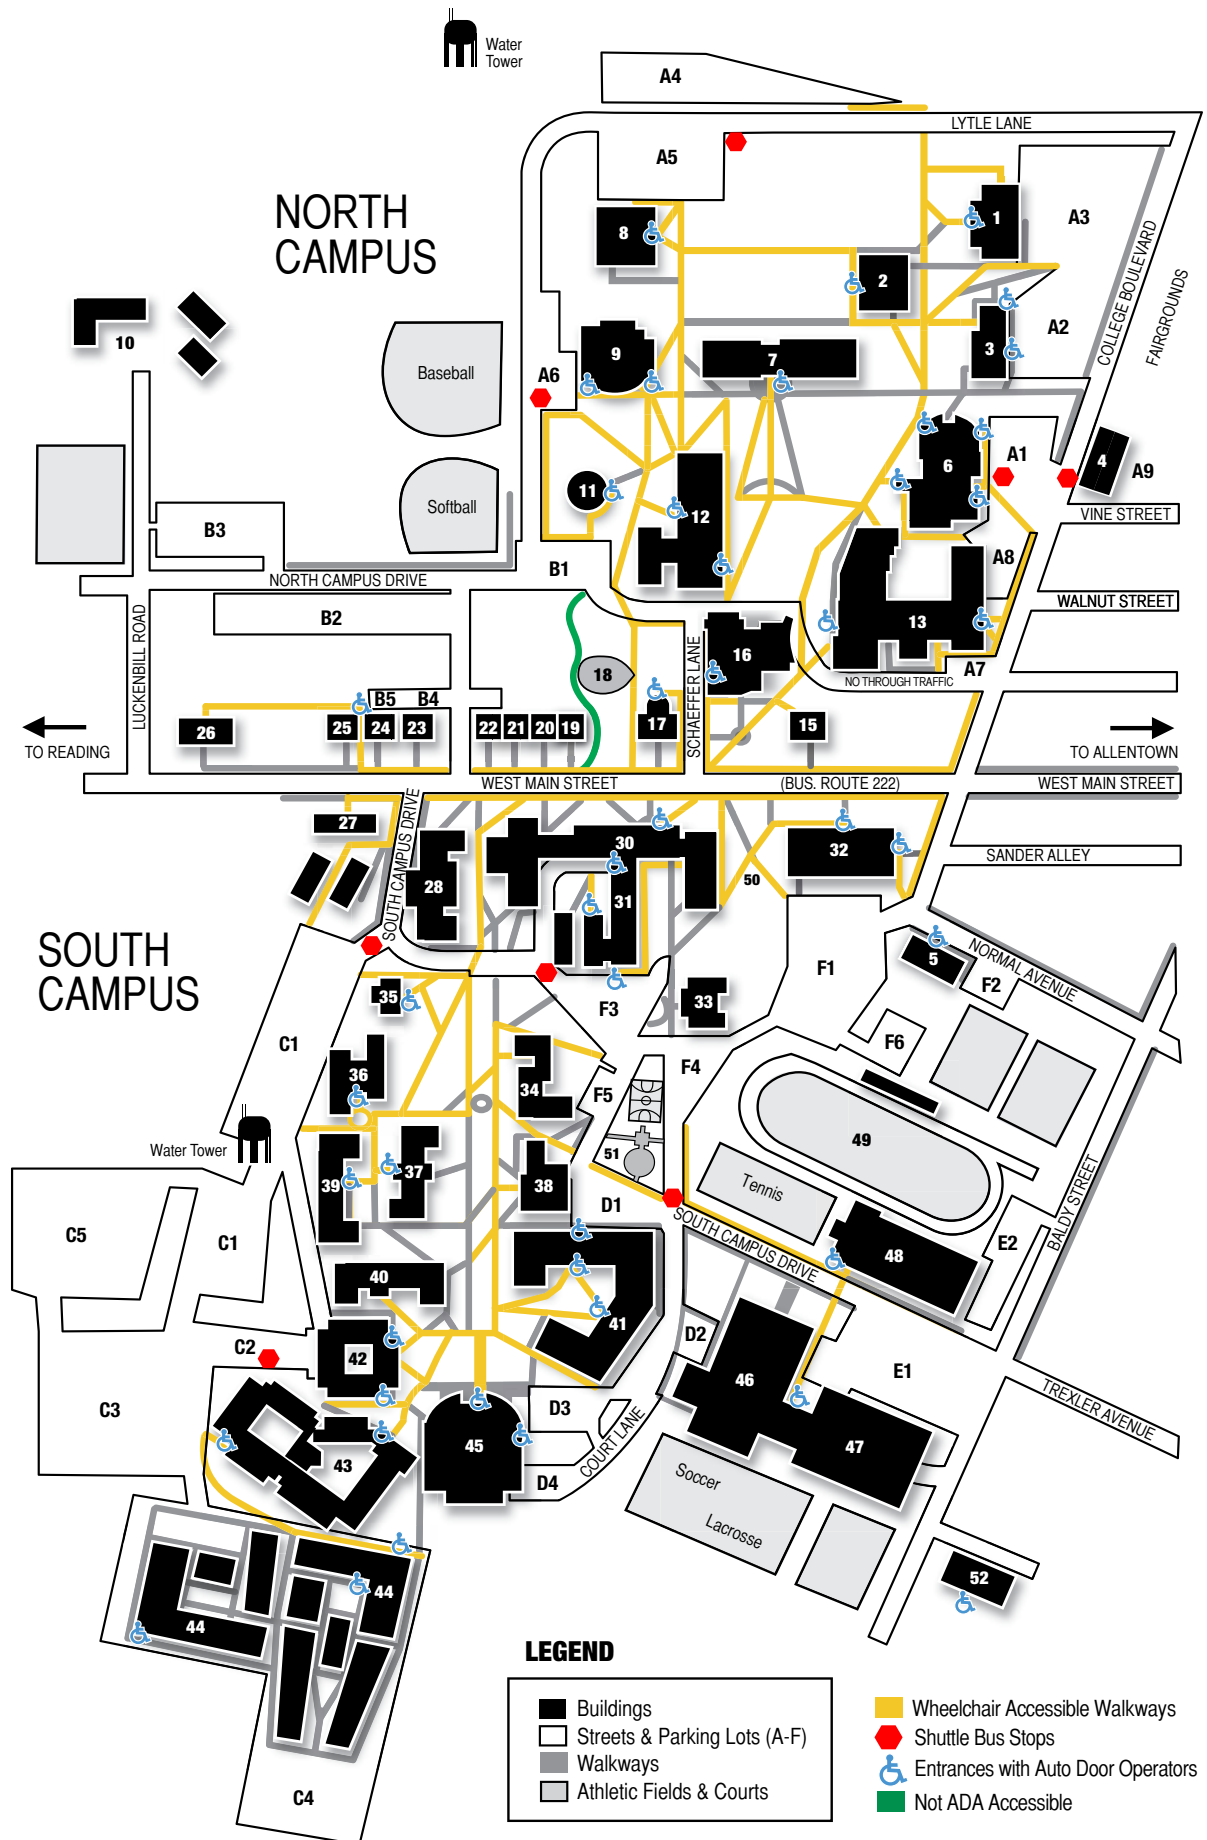 Water
Tower
A4
LYTLE LANE
A5
NORTH
CAMPUS
8
1
A3
2
COLLEGE BOULEVARD
FAIRGROUNDS
10
9
7
3
A2
Baseball
A6
6
A1
4
A9
11
12
Softball
VINE STREET
B3
B1
A8
NORTH CAMPUS DRIVE
WALNUT STREET
B2
13
LUCKENBILL ROAD
16
18
SCHAEFFER LANE
A7
NO THROUGH TRAFFIC
B5
B4
26
25
24
23
22
21
20
19
17
15
TO READING
TO ALLENTOWN
WEST MAIN STREET
(BUS. ROUTE 222)
WEST MAIN STREET
27
SOUTH CAMPUS DRIVE
30
32
SANDER ALLEY
28
31
50
SOUTH
CAMPUS
NORMAL AVENUE
5
F1
F2
35
F3
33
C1
F6
36
34
F5
F4
Water Tower
49
51
39
37
38
Tennis
BALDY STREET
C5
C1
D1
SOUTH CAMPUS DRIVE
E2
48
40
41
C2
42
D2
46
E1
TREXLER AVENUE
C3
D3
COURT LANE
45
47
43
D4
Soccer
Lacrosse
52
44
44
C4
LEGEND
Buildings
Streets & Parking Lots (A-F)
Walkways
Athletic Fields & Courts
Wheelchair Accessible Walkways
Shuttle Bus Stops
Entrances with Auto Door Operators
Not ADA Accessible